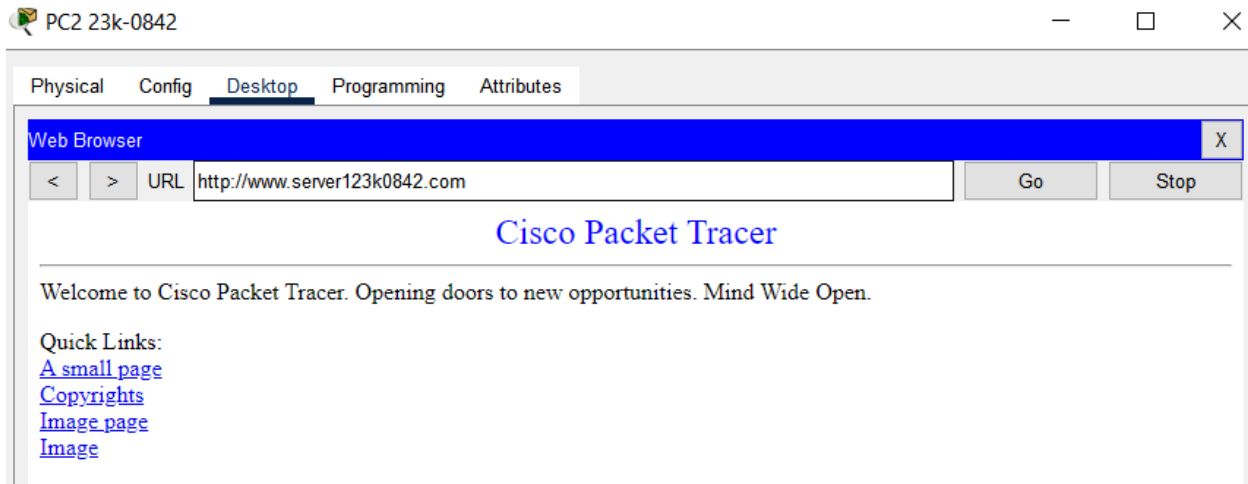 PC2 23k-0842
Physical Config Desktop Programming Attributes
Web Browser X
< > URL http://www.server123k0842.com Go Stop
Cisco Packet Tracer
Welcome to Cisco Packet Tracer. Opening doors to new opportunities. Mind Wide Open.
Quick Links:
A small page
Copyrights
Image page
Image